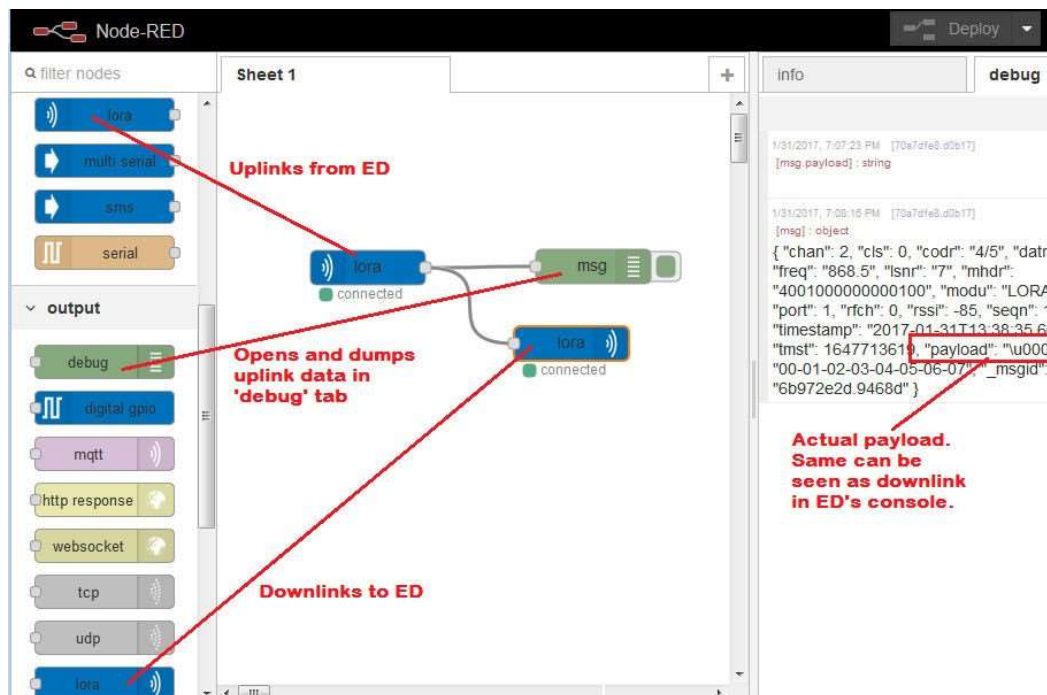 Node-RED
Deploy
filter nodes
Sheet 1
+
info
debug
lora
multi serial
sms
serial
output
debug
digital gpio
mqtt
http response
websocket
tcp
udp
lora
Uplinks from ED
lora
connected
msg
lora
connected
Opens and dumps
uplink data in
'debug' tab
Downlinks to ED
1/31/2017, 7:07:23 PM [70a7dfe8.d0b17]
[msg.payload] : string
1/31/2017, 7:08:16 PM [70a7dfe8.d0b17]
[msg] : object
{ "chan": 2, "cls": 0, "codr": "4/5", "datr
"freq": "868.5", "lsnr": "7", "mhdr":
"4001000000000100", "modu": "LORA
"port": 1, "rfch": 0, "rssi": -85, "seqn": 1
"timestamp": "2017-01-31T13:38:35.6
"tmst": 1647713619, "payload": "\u000
"00-01-02-03-04-05-06-07", "_msgid":
"6b972e2d.9468d" }
Actual payload.
Same can be
seen as downlink
in ED's console.